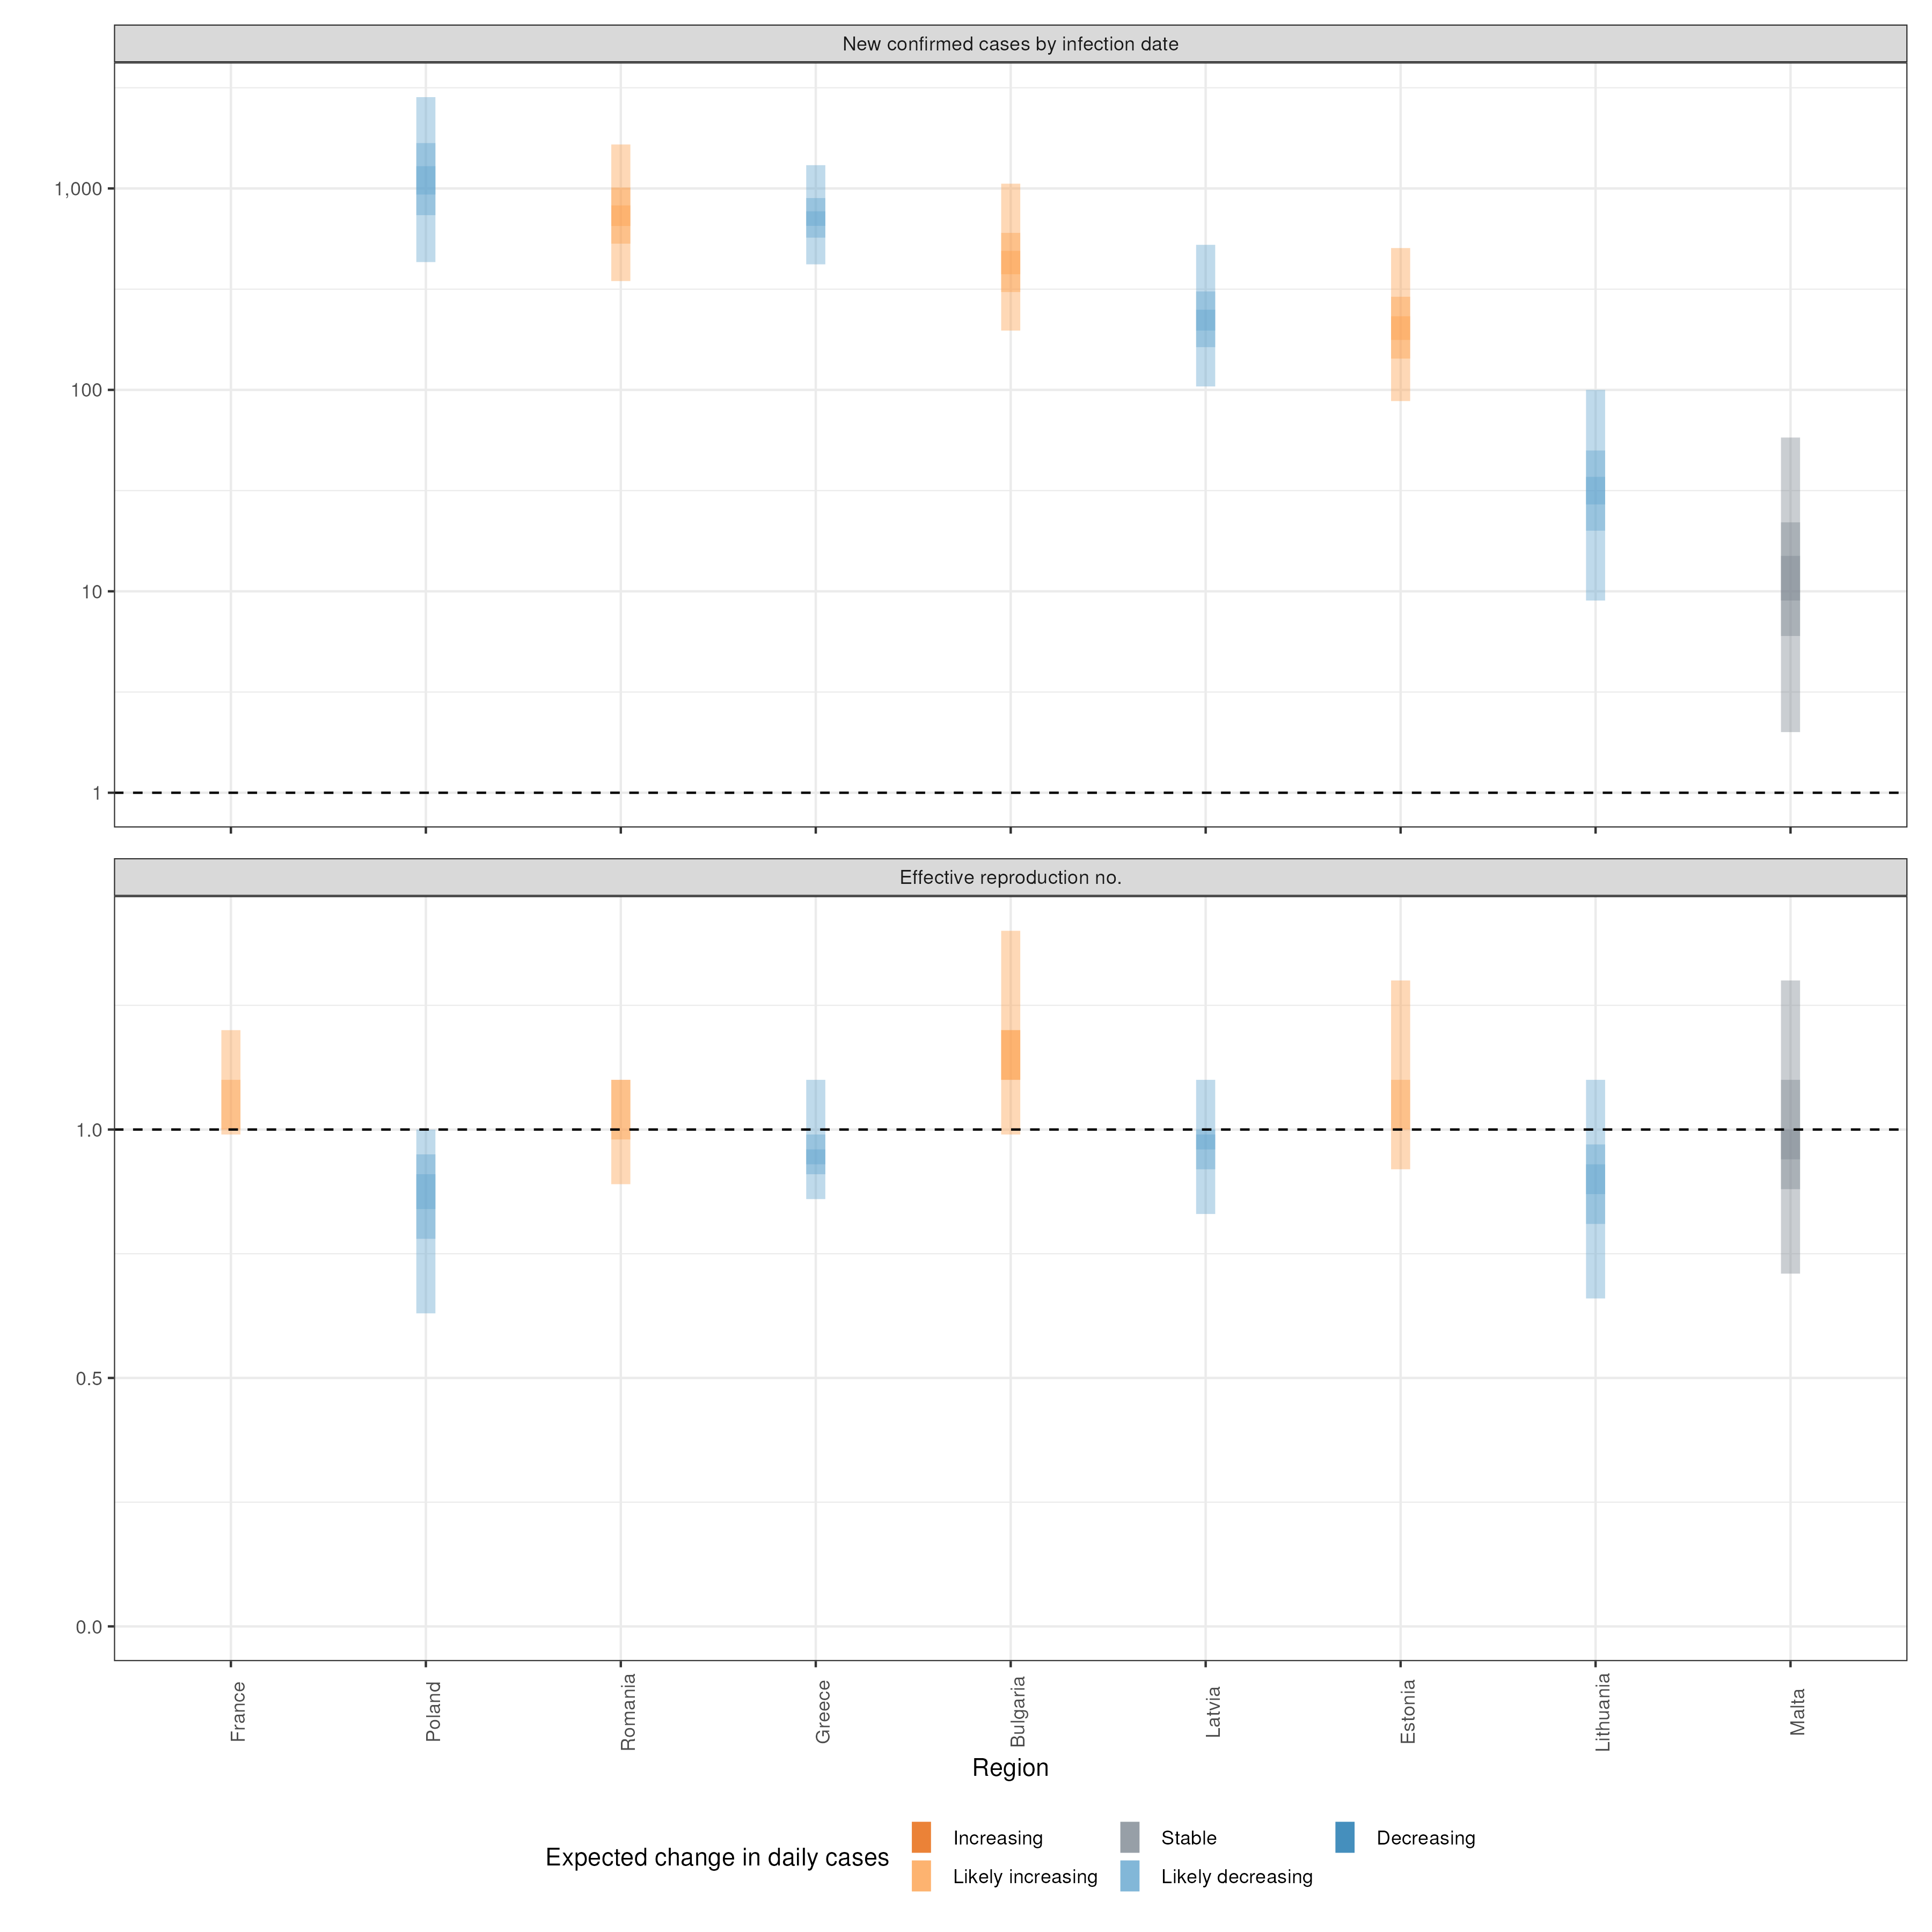 New confirmed cases by infection date
1,000
100
10
1
Effective reproduction no.
1.0
0.5
0.0
France
Poland
Romania
Greece
Bulgaria
Latvia
Estonia
Lithuania
Malta
Region
Expected change in daily cases
Increasing
Stable
Decreasing
Likely increasing
Likely decreasing